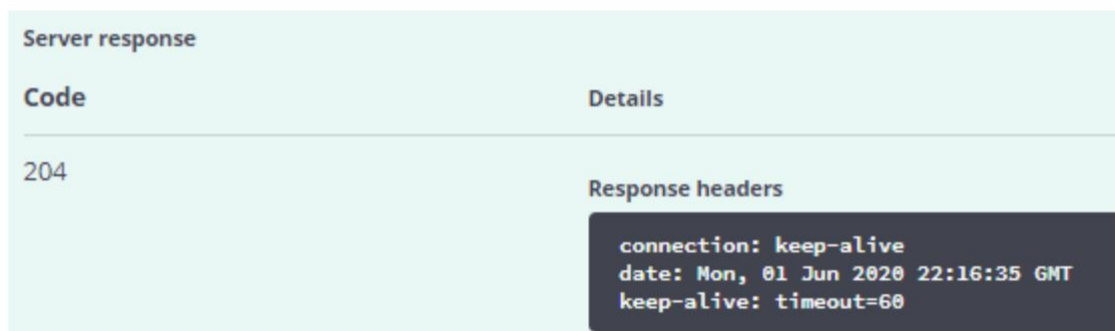 Server response
Code Details
204
Response headers
connection: keep-alive
date: Mon, 01 Jun 2020 22:16:35 GMT
keep-alive: timeout=60